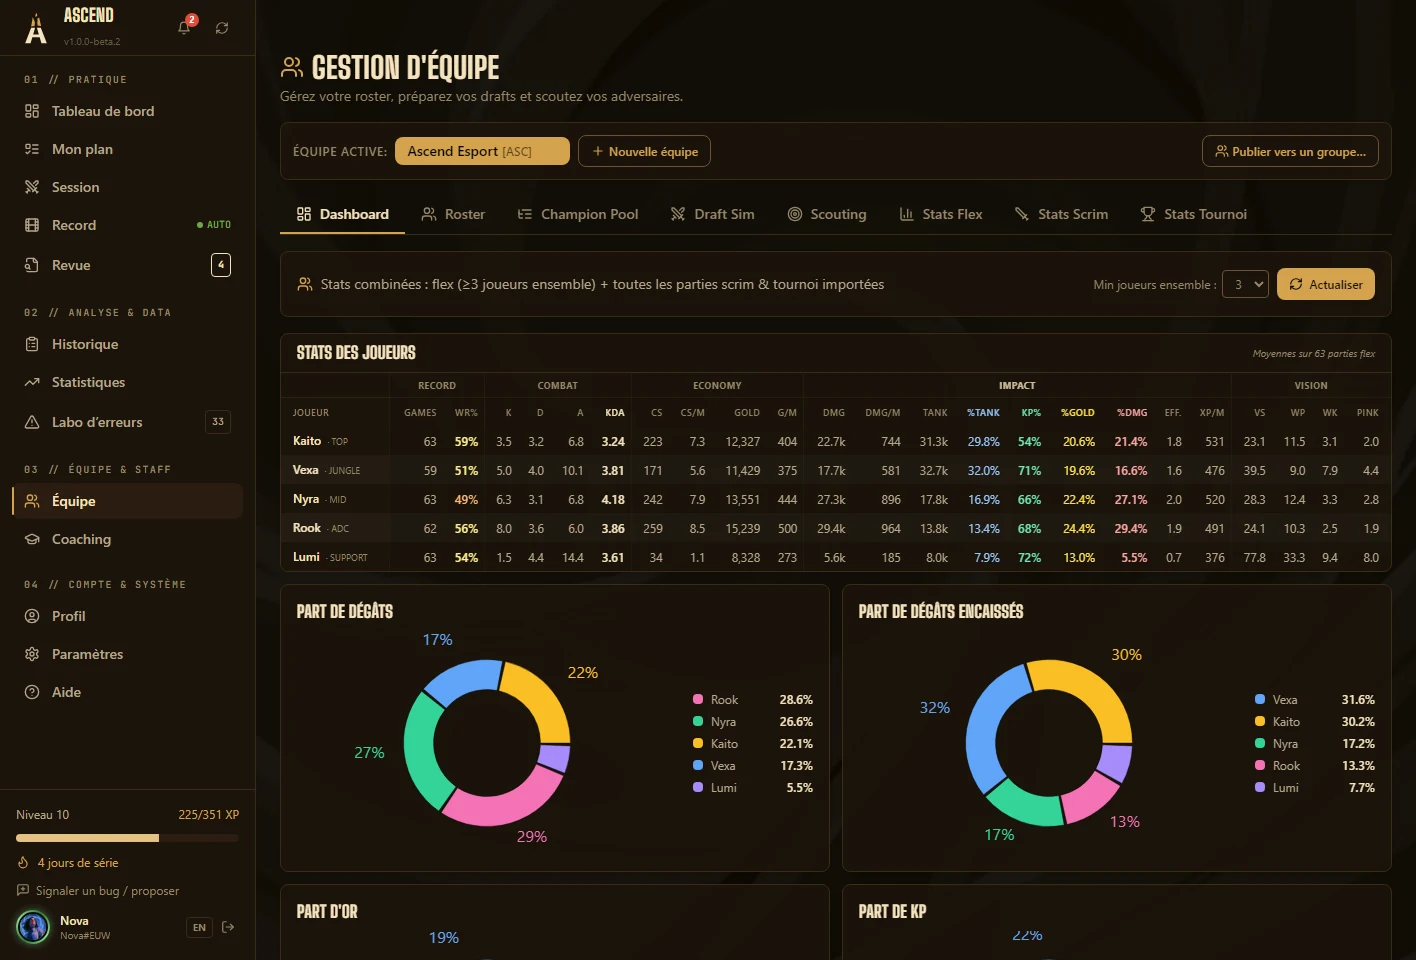 ASCEND
v1.0.0-beta.2
2
01 // PRATIQUE
Tableau de bord
Mon plan
Session
Record
AUTO
Revue
4
02 // ANALYSE & DATA
Historique
Statistiques
Labo d'erreurs
33
03 // ÉQUIPE & STAFF
Équipe
Coaching
04 // COMPTE & SYSTÈME
Profil
Paramètres
Aide
Niveau 10
225/351 XP
4 jours de série
Signaler un bug / proposer
Nova
Nova#EUW
EN
GESTION D'ÉQUIPE
Gérez votre roster, préparez vos drafts et scoutez vos adversaires.
ÉQUIPE ACTIVE: Ascend Esport [ASC] + Nouvelle équipe Publier vers un groupe...
Dashboard Roster Champion Pool Draft Sim Scouting Stats Flex Stats Scrim Stats Tournoi
Stats combinées : flex (≥3 joueurs ensemble) + toutes les parties scrim & tournoi importées
Min joueurs ensemble : 3 Actualiser
STATS DES JOUEURS
Moyennes sur 63 parties flex
RECORD COMBAT ECONOMY IMPACT VISION
JOUEUR GAMES WR% K D A KDA CS CS/M GOLD G/M DMG DMG/M TANK %TANK KP% %GOLD %DMG EFF. XP/M VS WP WK PINK
Kaito · TOP 63 59% 3.5 3.2 6.8 3.24 223 7.3 12,327 404 22.7k 744 31.3k 29.8% 54% 20.6% 21.4% 1.8 531 23.1 11.5 3.1 2.0
Vexa · JUNGLE 59 51% 5.0 4.0 10.1 3.81 171 5.6 11,429 375 17.7k 581 32.7k 32.0% 71% 19.6% 16.6% 1.6 476 39.5 9.0 7.9 4.4
Nyra · MID 63 49% 6.3 3.1 6.8 4.18 242 7.9 13,551 444 27.3k 896 17.8k 16.9% 66% 22.4% 27.1% 2.0 520 28.3 12.4 3.3 2.8
Rook · ADC 62 56% 8.0 3.6 6.0 3.86 259 8.5 15,239 500 29.4k 964 13.8k 13.4% 68% 24.4% 29.4% 1.9 491 24.1 10.3 2.5 1.9
Lumi · SUPPORT 63 54% 1.5 4.4 14.4 3.61 34 1.1 8,328 273 5.6k 185 8.0k 7.9% 72% 13.0% 5.5% 0.7 376 77.8 33.3 9.4 8.0
PART DE DÉGÂTS
17%
22%
27%
29%
Rook 28.6%
Nyra 26.6%
Kaito 22.1%
Vexa 17.3%
Lumi 5.5%
PART DE DÉGÂTS ENCAISSÉS
30%
32%
17%
13%
Vexa 31.6%
Kaito 30.2%
Nyra 17.2%
Rook 13.3%
Lumi 7.7%
PART D'OR
19%
PART DE KP
22%